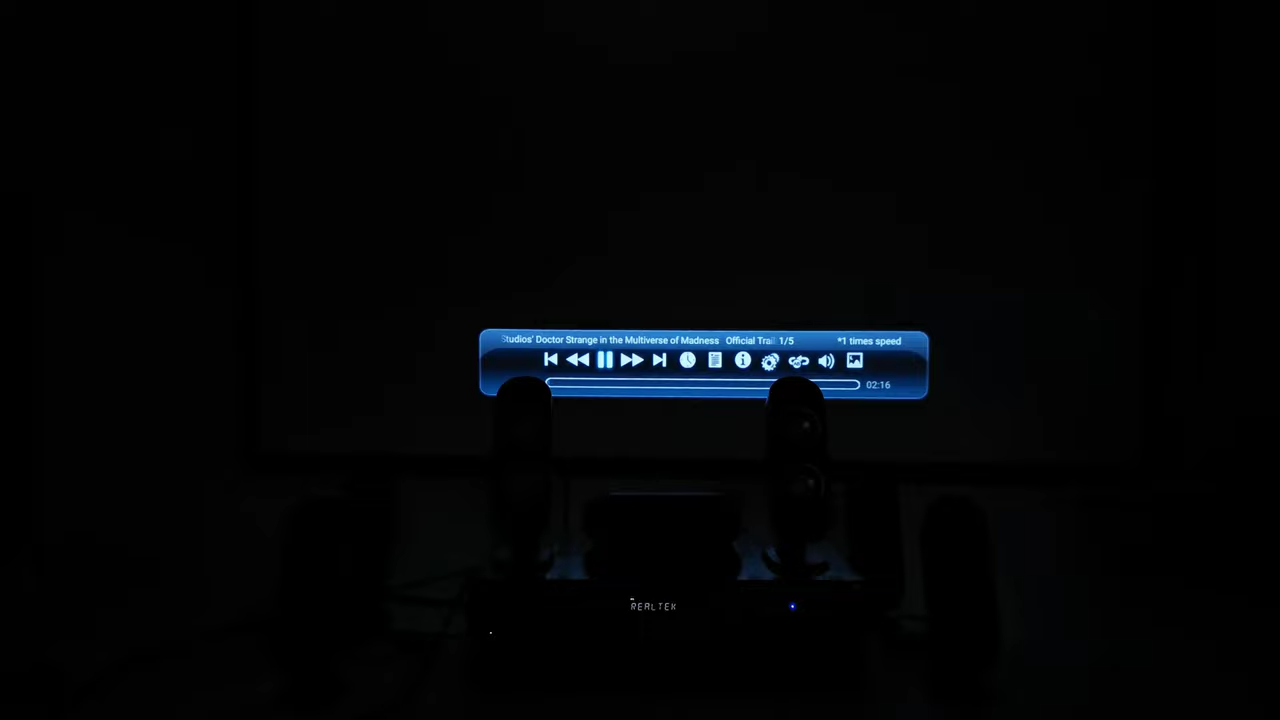 Studios' Doctor Strange in the Multiverse of Madness Official Trail 1/5 *1 times speed
02:16
REALTEK